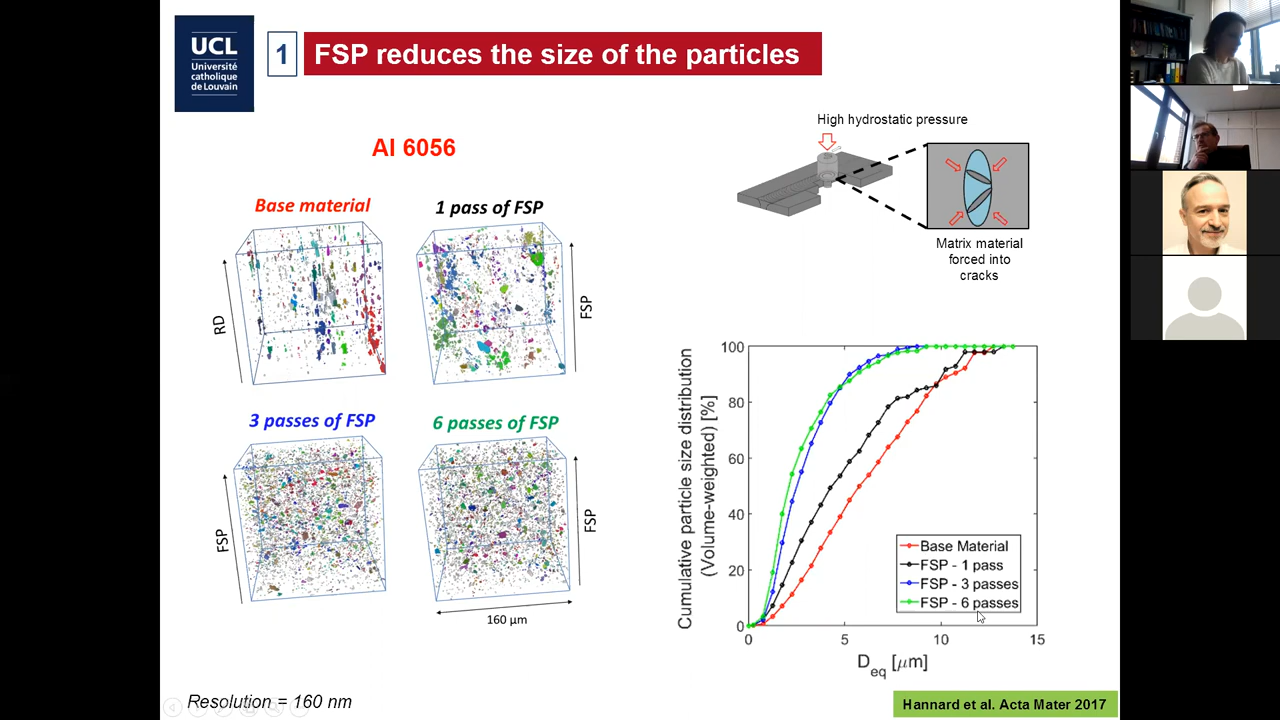 UCL
Université
catholique
de Louvain
1
FSP reduces the size of the particles
Al 6056
High hydrostatic pressure
Matrix material
forced into
cracks
Base material
1 pass of FSP
RD
FSP
3 passes of FSP
6 passes of FSP
FSP
FSP
160 µm
Cumulative particle size distribution
(Volume-weighted) [%]
100
80
60
40
20
0
0
5
10
15
Deq [µm]
Base Material
FSP - 1 pass
FSP - 3 passes
FSP - 6 passes
Resolution = 160 nm
Hannard et al. Acta Mater 2017